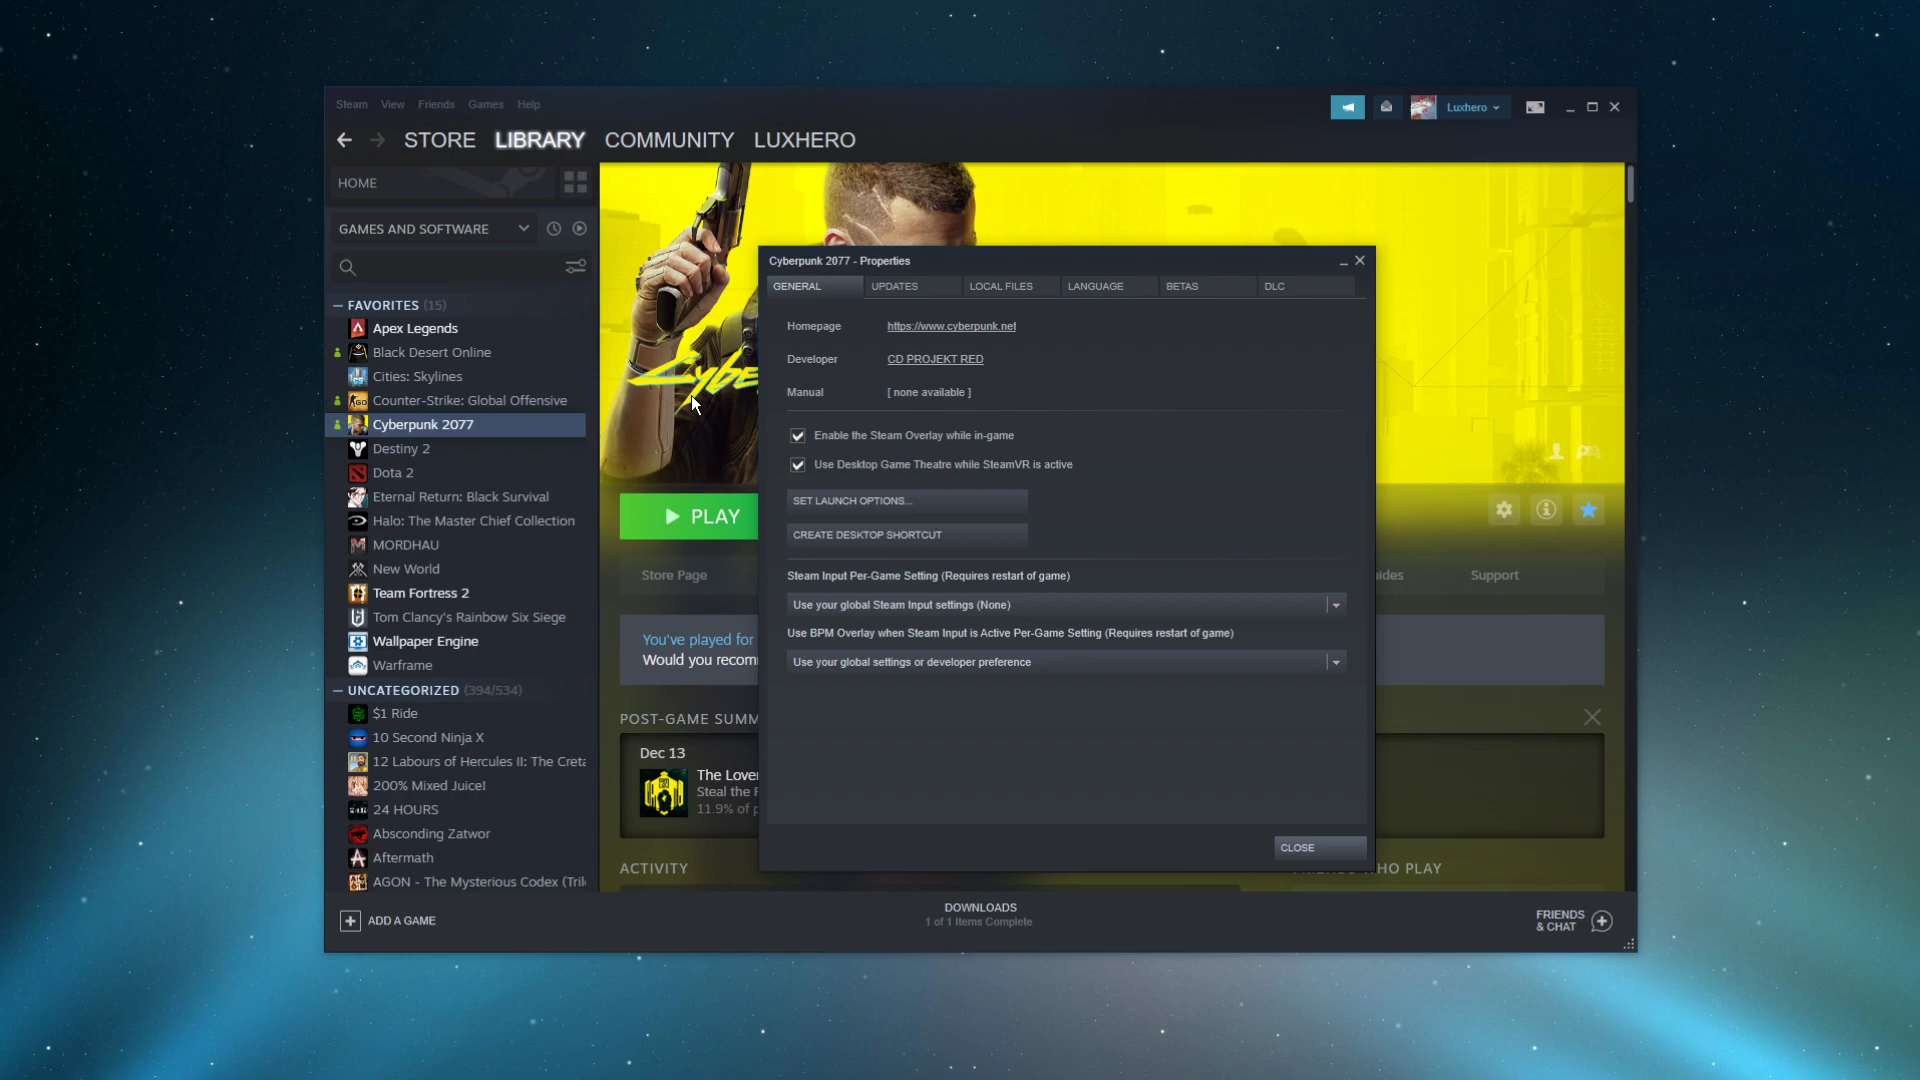 Steam View Friends Games Help
Luxhero
STORE LIBRARY COMMUNITY LUXHERO
HOME
GAMES AND SOFTWARE
FAVORITES (15)
Apex Legends
Black Desert Online
Cities: Skylines
Counter-Strike: Global Offensive
Cyberpunk 2077
Destiny 2
Dota 2
Eternal Return: Black Survival
Halo: The Master Chief Collection
MORDHAU
New World
Team Fortress 2
Tom Clancy's Rainbow Six Siege
Wallpaper Engine
Warframe
UNCATEGORIZED (394/534)
$1 Ride
10 Second Ninja X
12 Labours of Hercules II: The Creta
200% Mixed Juice!
24 HOURS
Absconding Zatwor
Aftermath
AGON - The Mysterious Codex (Tril
ADD A GAME
Cybe
PLAY
Store Page
ides
Support
You've played for
Would you recom
POST-GAME SUMM
Dec 13
The Love
Steal the
11.9% of p
ACTIVITY
HO PLAY
Cyberpunk 2077 - Properties
GENERAL UPDATES LOCAL FILES LANGUAGE BETAS DLC
Homepage https://www.cyberpunk.net
Developer CD PROJEKT RED
Manual [ none available ]
Enable the Steam Overlay while in-game
Use Desktop Game Theatre while SteamVR is active
SET LAUNCH OPTIONS...
CREATE DESKTOP SHORTCUT
Steam Input Per-Game Setting (Requires restart of game)
Use your global Steam Input settings (None)
Use BPM Overlay when Steam Input is Active Per-Game Setting (Requires restart of game)
Use your global settings or developer preference
CLOSE
DOWNLOADS
1 of 1 Items Complete
FRIENDS
& CHAT